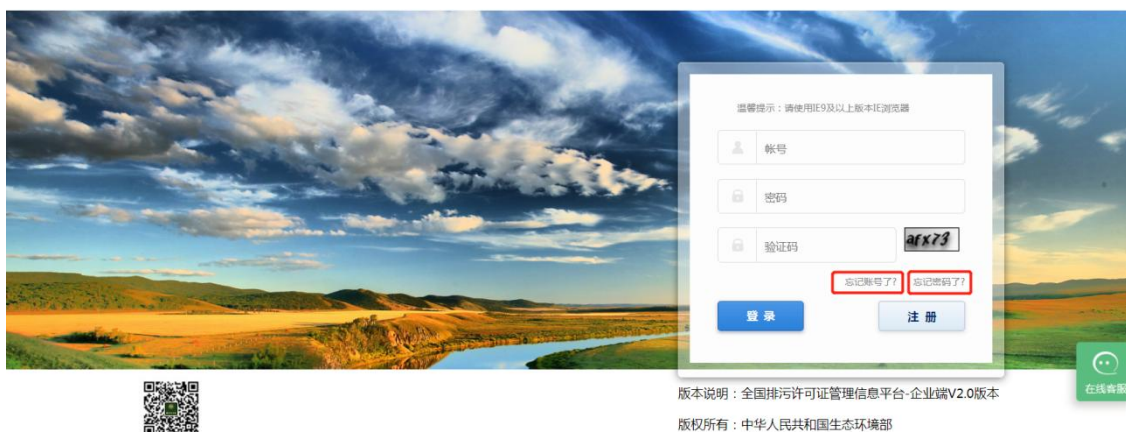 温馨提示：请使用IE9及以上版本IE浏览器
帐号
密码
验证码
afx73
忘记账号了?
忘记密码了?
登录
注册
在线客服
版本说明：全国排污许可证管理信息平台-企业端V2.0版本
版权所有：中华人民共和国生态环境部